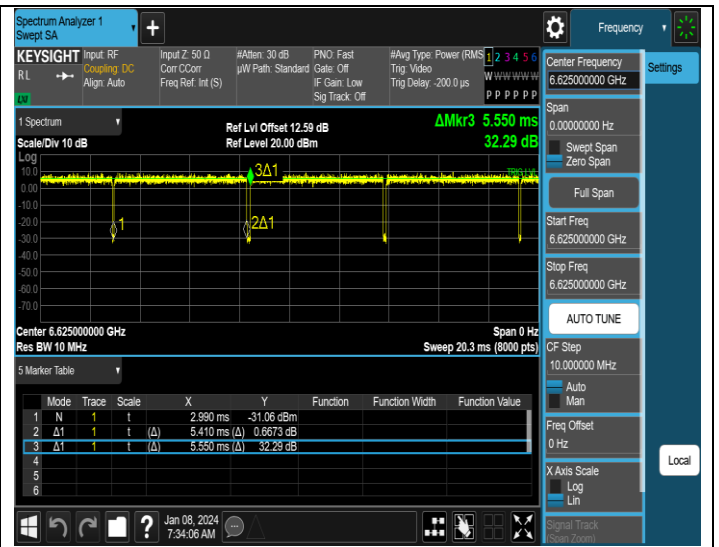 Spectrum Analyzer 1
Swept SA
Frequency
KEYSIGHT
Input: RF
Coupling: DC
Align: Auto
RL
LXI
Input Z: 50 Ω
Corr CCorr
Freq Ref: Int (S)
#Atten: 30 dB
µW Path: Standard
PNO: Fast
Gate: Off
IF Gain: Low
Sig Track: Off
#Avg Type: Power (RMS
Trig: Video
Trig Delay: -200.0 µs
1 2 3 4 5 6
W W W W W W
P P P P P P
1 Spectrum
Scale/Div 10 dB
Ref Lvl Offset 12.59 dB
Ref Level 20.00 dBm
ΔMkr3 5.550 ms
32.29 dB
Log
10.0
0.00
-10.0
-20.0
-30.0
-40.0
-50.0
-60.0
-70.0
3Δ1
1
2Δ1
Center 6.625000000 GHz
Res BW 10 MHz
Span 0 Hz
Sweep 20.3 ms (8000 pts)
5 Marker Table
Mode Trace Scale X Y Function Function Width Function Value
1 N 1 t 2.990 ms -31.06 dBm
2 Δ1 1 t (Δ) 5.410 ms (Δ) 0.6673 dB
3 Δ1 1 t (Δ) 5.550 ms (Δ) 32.29 dB
4
5
6
Jan 08, 2024
7:34:06 AM
Center Frequency
6.625000000 GHz
Span
0.00000000 Hz
Swept Span
Zero Span
Full Span
Start Freq
6.625000000 GHz
Stop Freq
6.625000000 GHz
AUTO TUNE
CF Step
10.000000 MHz
Auto
Man
Freq Offset
0 Hz
X Axis Scale
Log
Lin
Signal Track
(Span Zoom)
Settings
Local